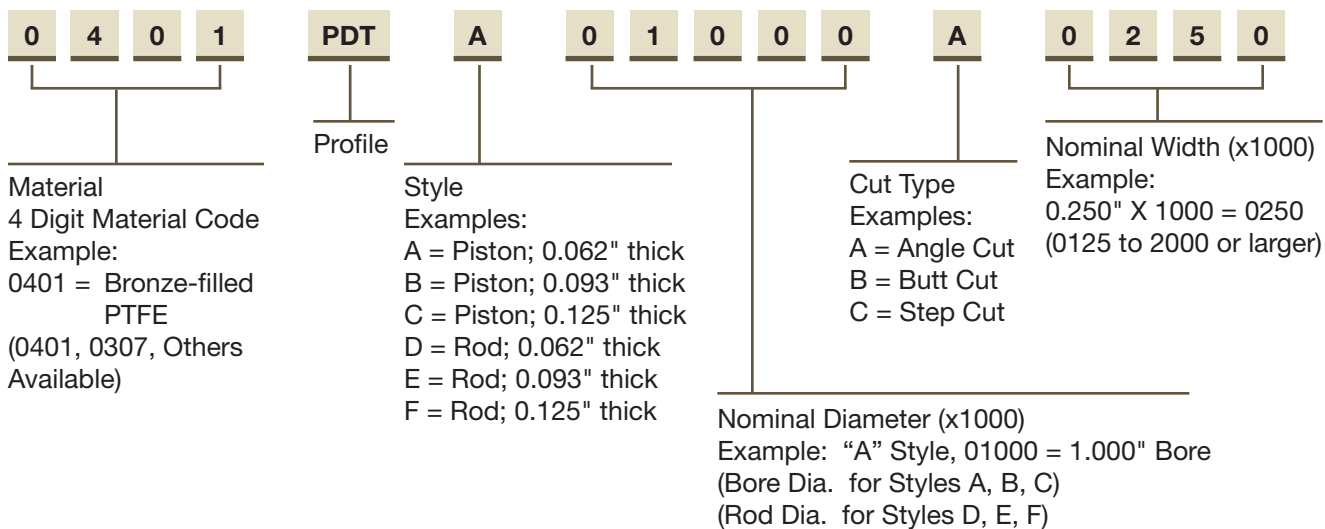 0 4 0 1 PDT A 0 1 0 0 0 A 0 2 5 0
Profile
Material
4 Digit Material Code
Example:
0401 = Bronze-filled
PTFE
(0401, 0307, Others
Available)
Style
Examples:
A = Piston; 0.062" thick
B = Piston; 0.093" thick
C = Piston; 0.125" thick
D = Rod; 0.062" thick
E = Rod; 0.093" thick
F = Rod; 0.125" thick
Nominal Diameter (x1000)
Example: “A” Style, 01000 = 1.000" Bore
(Bore Dia. for Styles A, B, C)
(Rod Dia. for Styles D, E, F)
Cut Type
Examples:
A = Angle Cut
B = Butt Cut
C = Step Cut
Nominal Width (x1000)
Example:
0.250" X 1000 = 0250
(0125 to 2000 or larger)